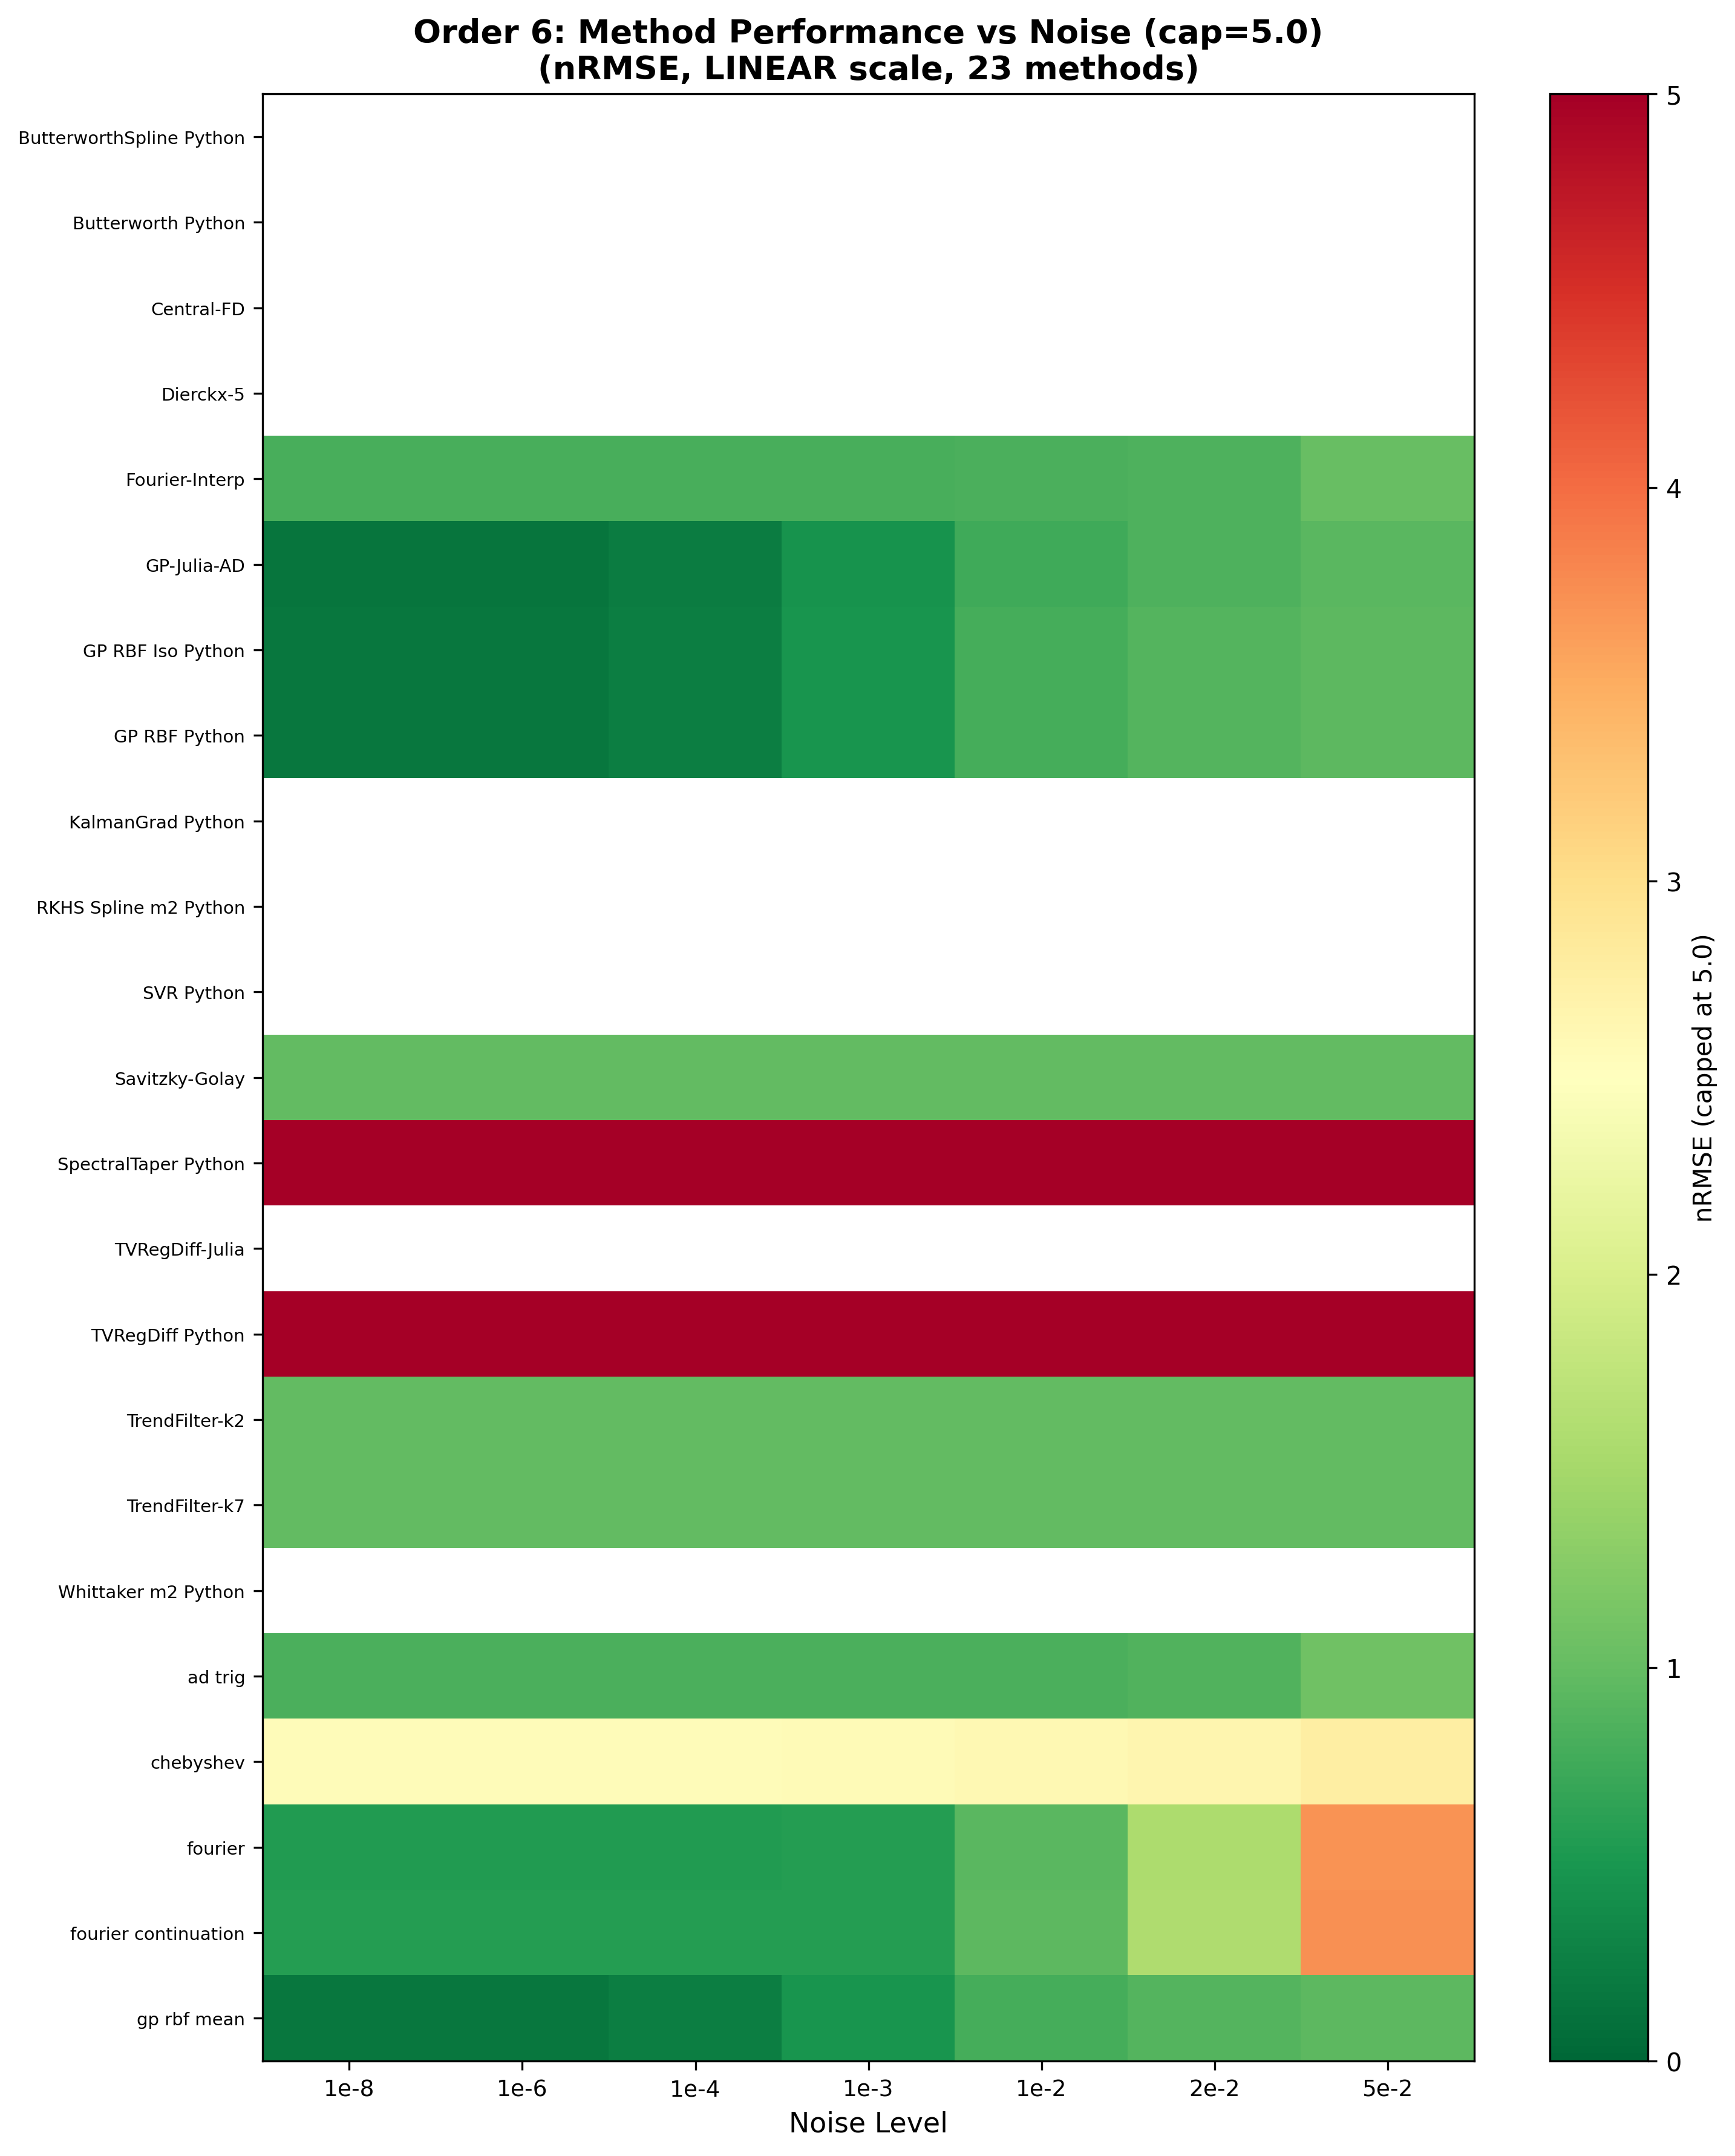 Order 6: Method Performance vs Noise (cap=5.0)
(nRMSE, LINEAR scale, 23 methods)
ButterworthSpline Python
Butterworth Python
Central-FD
Dierckx-5
Fourier-Interp
GP-Julia-AD
GP RBF Iso Python
GP RBF Python
KalmanGrad Python
RKHS Spline m2 Python
SVR Python
Savitzky-Golay
SpectralTaper Python
TVRegDiff-Julia
TVRegDiff Python
TrendFilter-k2
TrendFilter-k7
Whittaker m2 Python
ad trig
chebyshev
fourier
fourier continuation
gp rbf mean
1e-8
1e-6
1e-4
1e-3
1e-2
2e-2
5e-2
Noise Level
5
4
3
2
1
0
nRMSE (capped at 5.0)